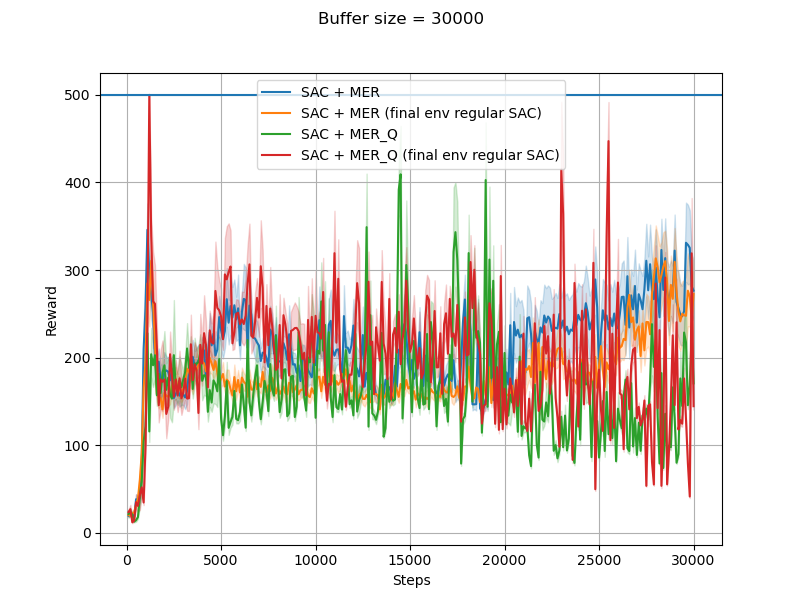 Buffer size = 30000
SAC + MER
SAC + MER (final env regular SAC)
SAC + MER_Q
SAC + MER_Q (final env regular SAC)
500
400
300
200
100
0
Reward
0 5000 10000 15000 20000 25000 30000
Steps